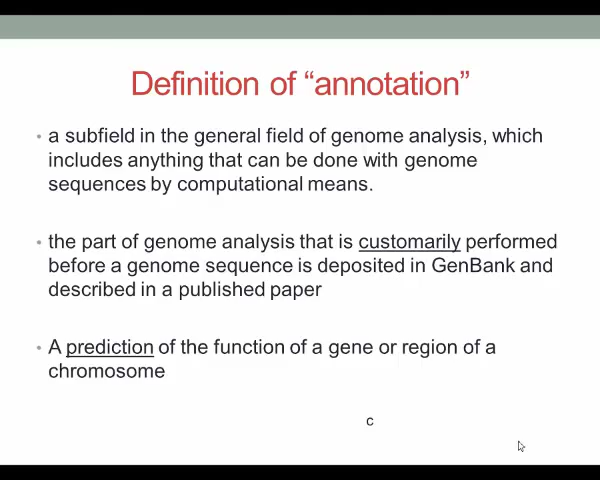 Definition of “annotation”
• a subfield in the general field of genome analysis, which
includes anything that can be done with genome
sequences by computational means.
• the part of genome analysis that is customarily performed
before a genome sequence is deposited in GenBank and
described in a published paper
• A prediction of the function of a gene or region of a
chromosome
c